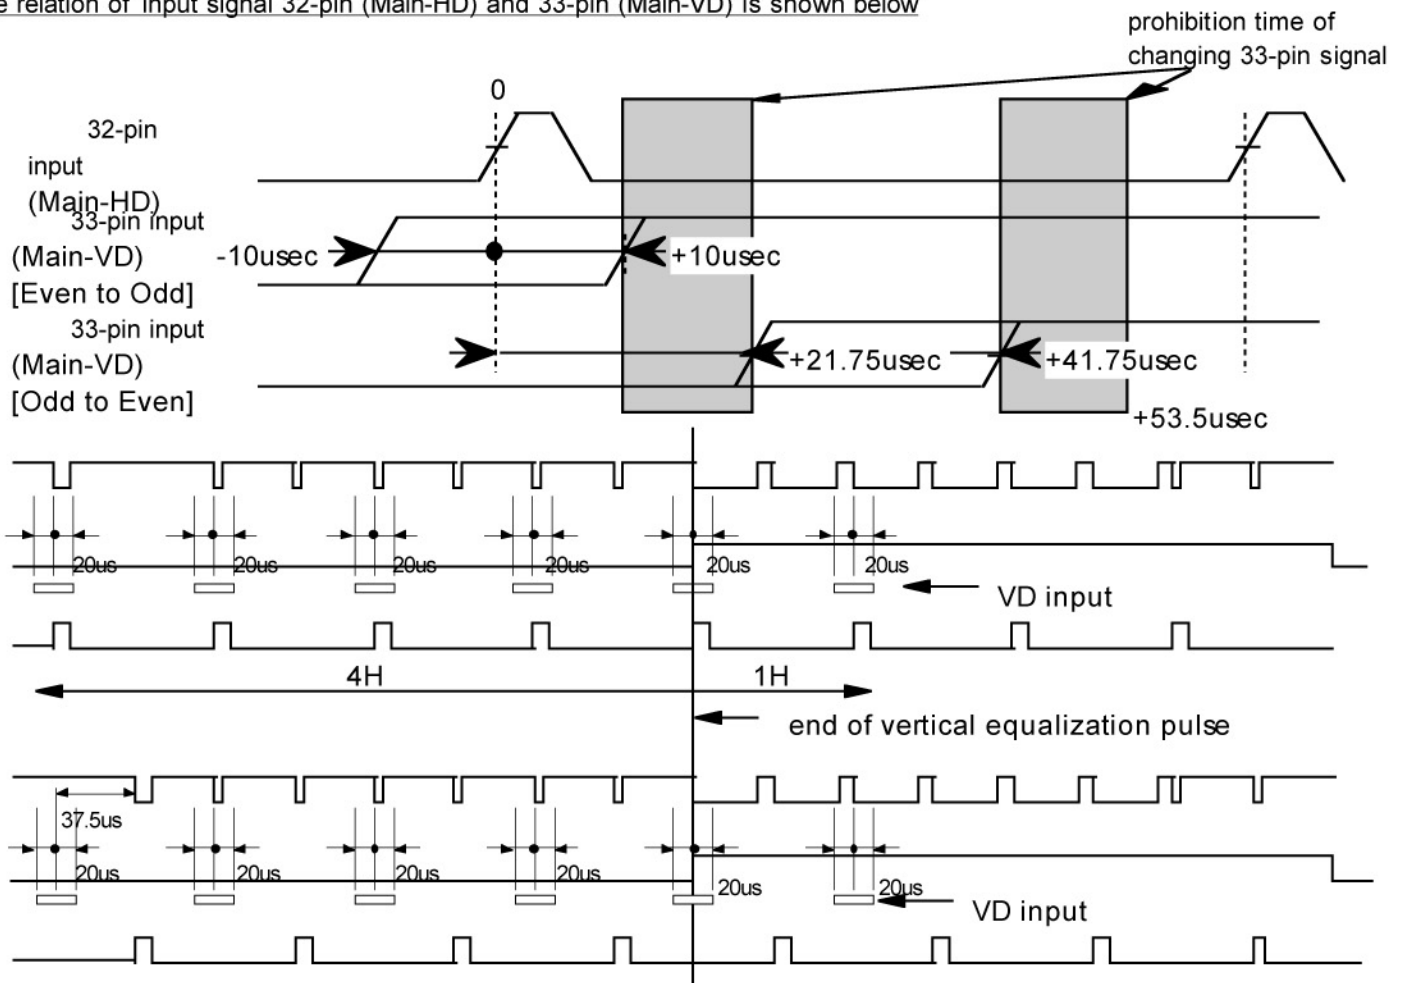 relation of input signal 32-pin (Main-HD) and 33-pin (Main-VD) is shown below
prohibition time of
changing 33-pin signal
0
32-pin
input
(Main-HD)
33-pin input
(Main-VD)
-10usec
+10usec
[Even to Odd]
33-pin input
(Main-VD)
+21.75usec
+41.75usec
[Odd to Even]
+53.5usec
20us
20us
20us
20us
20us
20us
VD input
4H
1H
end of vertical equalization pulse
37.5us
20us
20us
20us
20us
20us
20us
VD input